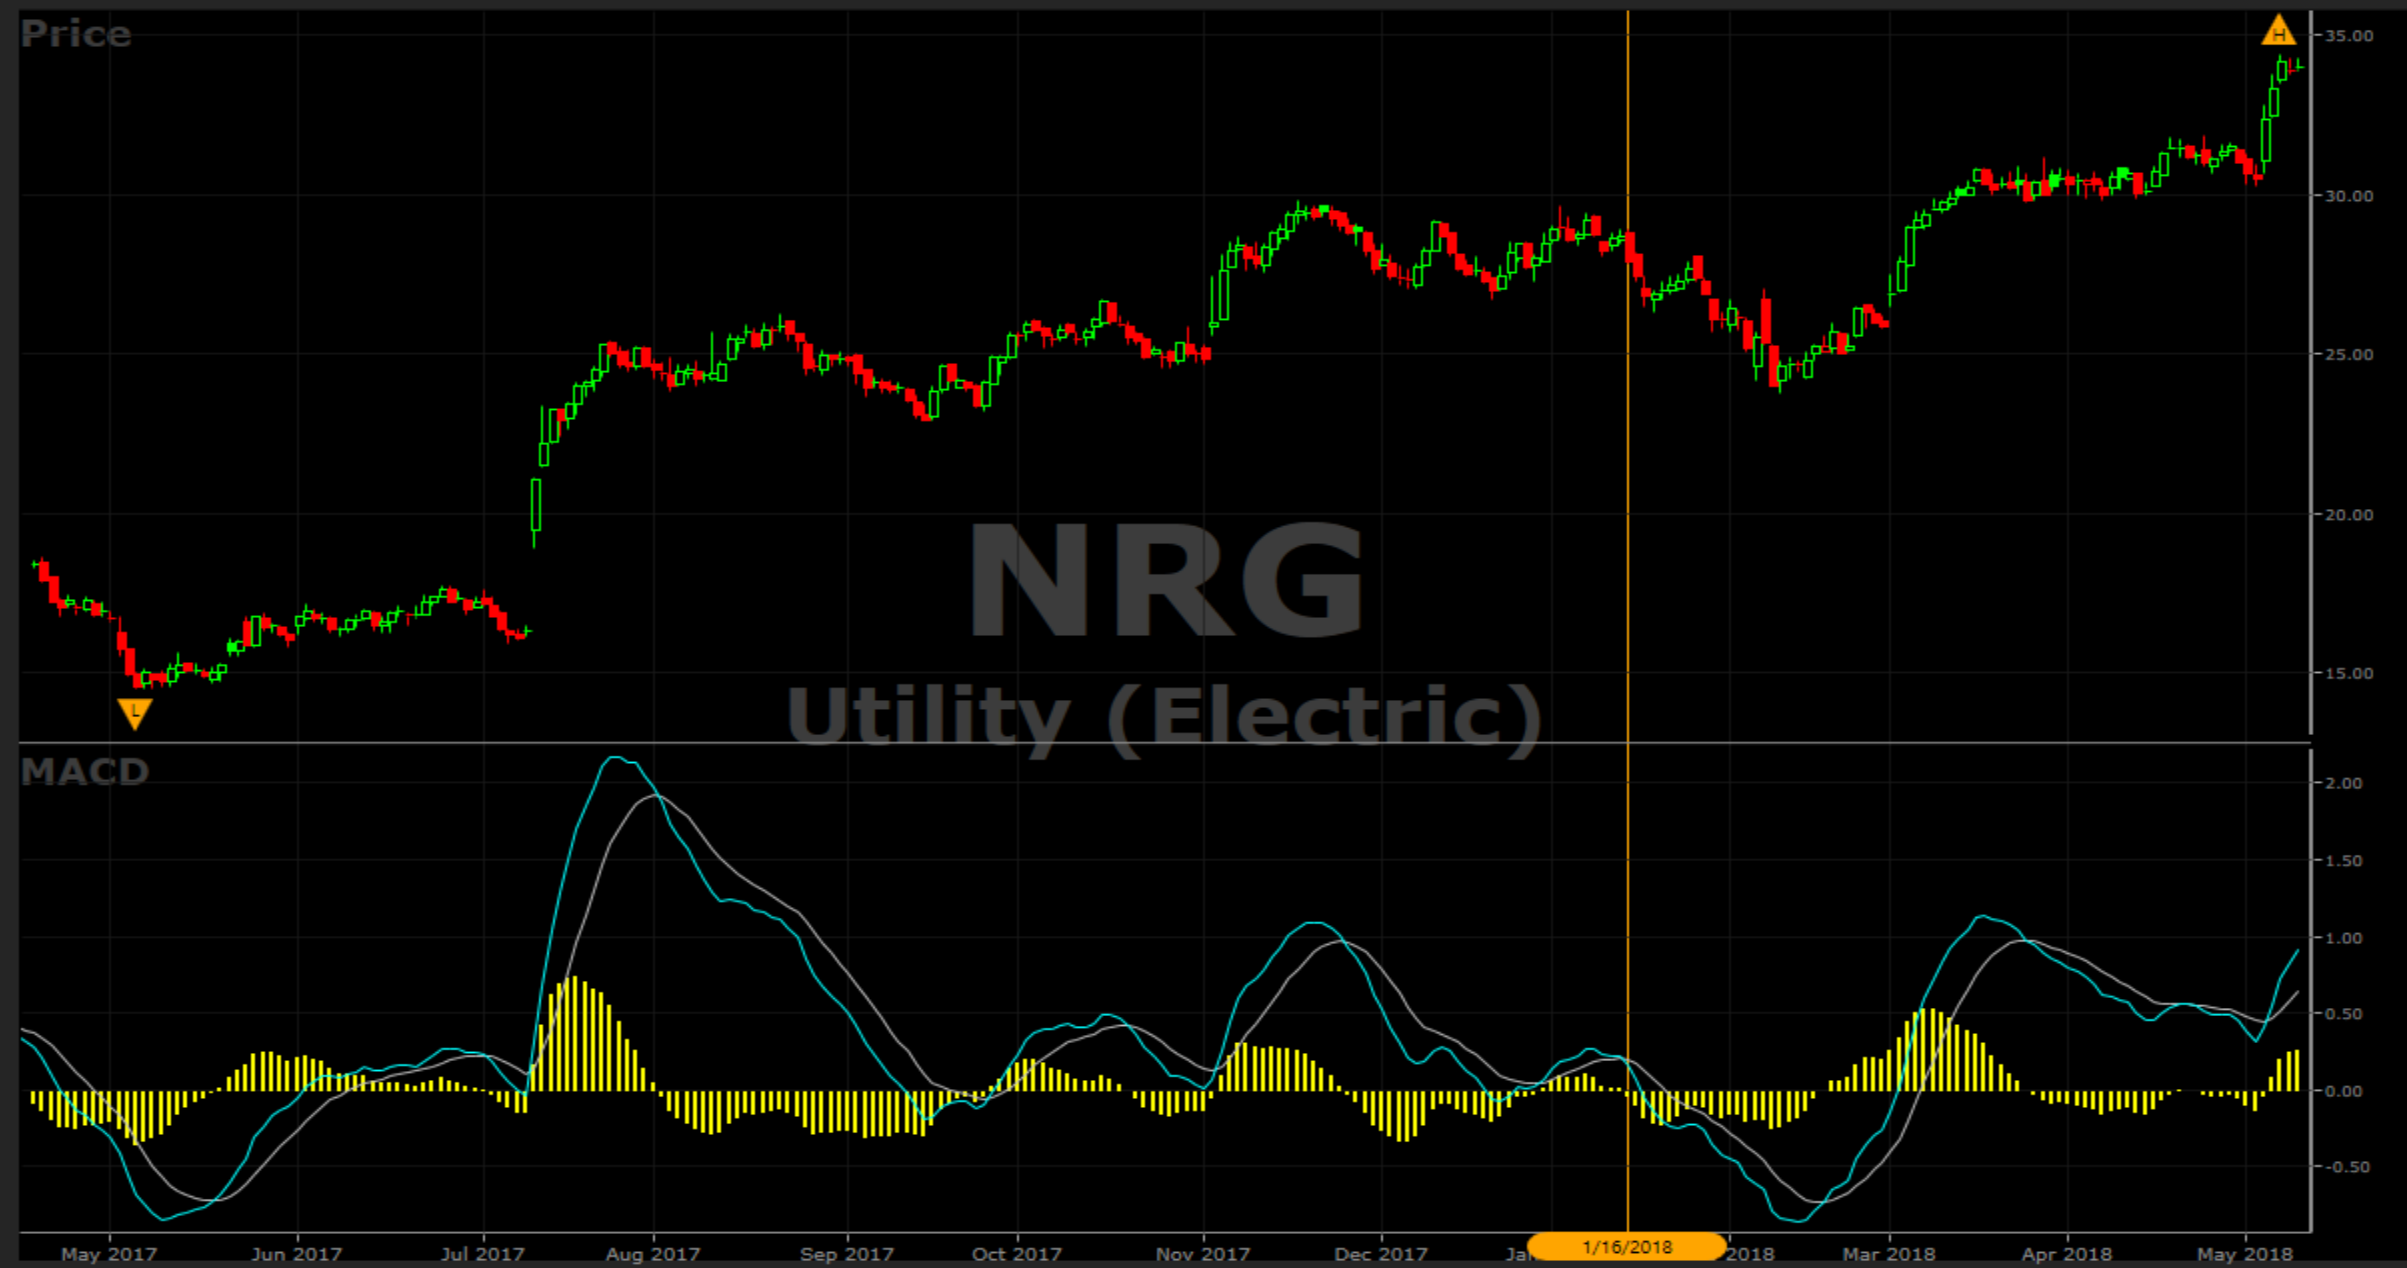 Price
H
35.00
30.00
25.00
20.00
NRG
15.00
Utility (Electric)
L
MACD
2.00
1.50
1.00
0.50
0.00
-0.50
May 2017 Jun 2017 Jul 2017 Aug 2017 Sep 2017 Oct 2017 Nov 2017 Dec 2017 Ja 1/16/2018 2018 Mar 2018 Apr 2018 May 2018